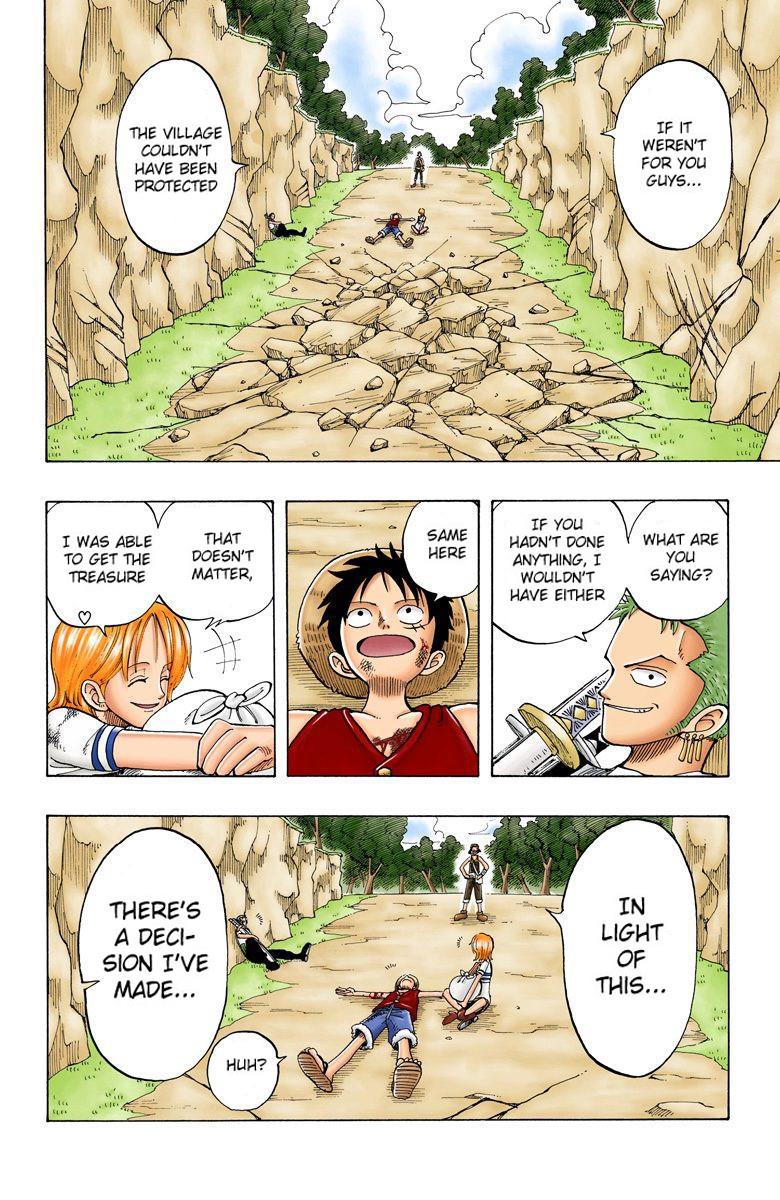 IF IT
WEREN'T
FOR YOU
GUYS...
THE VILLAGE
COULDN'T
HAVE BEEN
PROTECTED
WHAT ARE
YOU
SAYING?
IF YOU
HADN'T DONE
ANYTHING, I
WOULDN'T
HAVE EITHER
SAME
HERE
THAT
DOESN'T
MATTER,
I WAS ABLE
TO GET THE
TREASURE
IN
LIGHT
OF
THIS...
THERE'S
A DECI-
SION I'VE
MADE...
HUH?